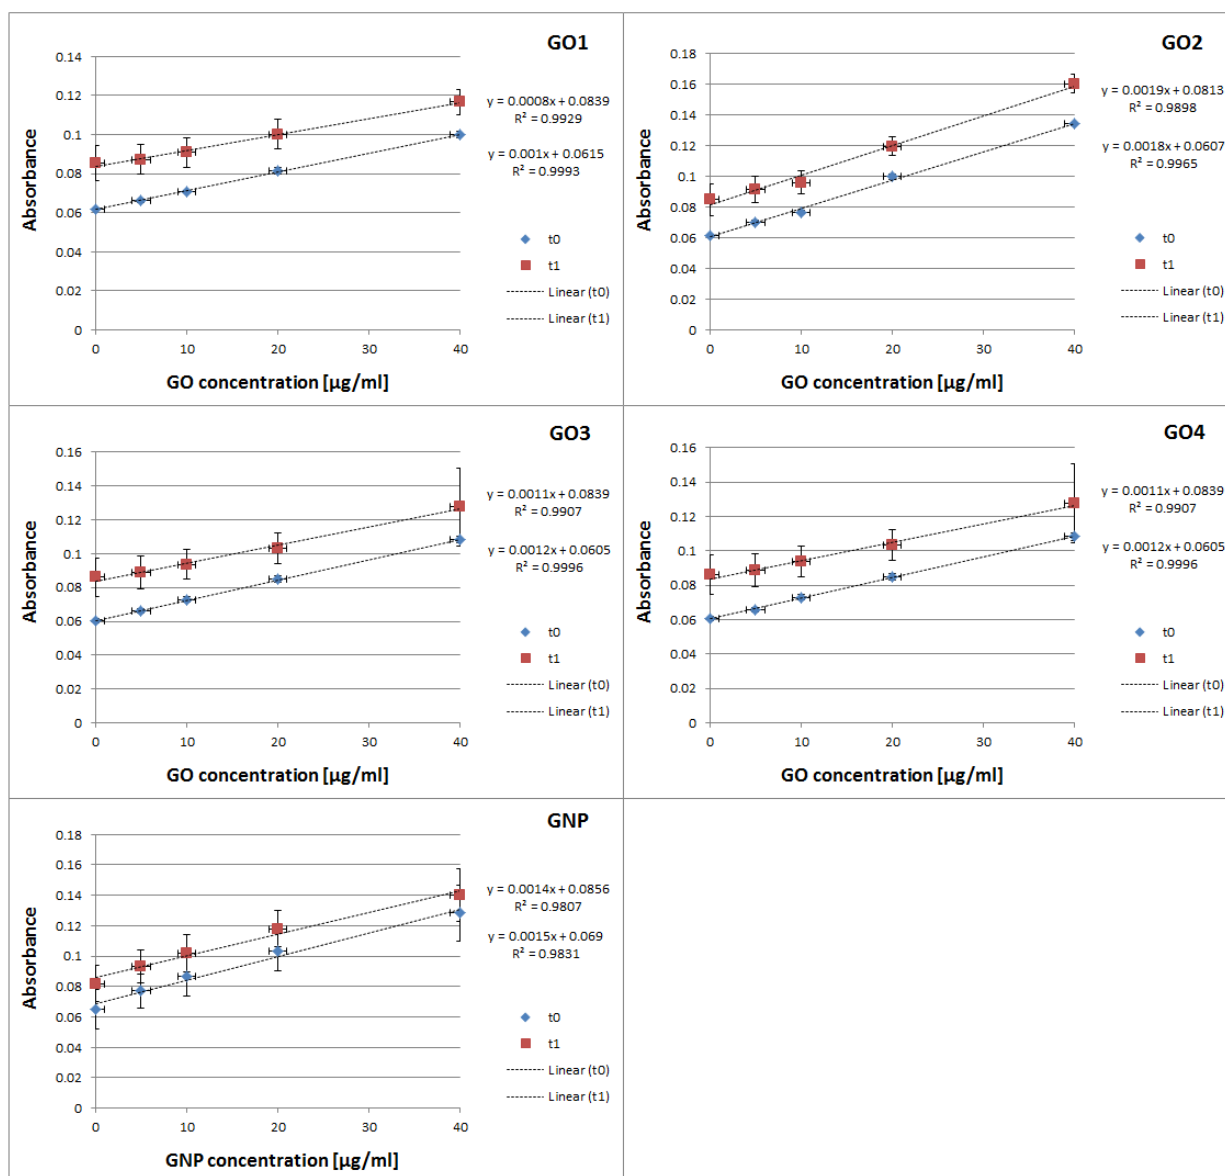 GO1
0.14
0.12
0.1
0.08
0.06
0.04
0.02
0
Absorbance
0 10 20 30 40
GO concentration [µg/ml]
y = 0.0008x + 0.0839
R² = 0.9929
y = 0.001x + 0.0615
R² = 0.9993
t0
t1
Linear (t0)
Linear (t1)
GO2
0.18
0.16
0.14
0.12
0.1
0.08
0.06
0.04
0.02
0
Absorbance
0 10 20 30 40
GO concentration [µg/ml]
y = 0.0019x + 0.0813
R² = 0.9898
y = 0.0018x + 0.0607
R² = 0.9965
t0
t1
Linear (t0)
Linear (t1)
GO3
0.16
0.14
0.12
0.1
0.08
0.06
0.04
0.02
0
Absorbance
0 10 20 30 40
GO concentration [µg/ml]
y = 0.0011x + 0.0839
R² = 0.9907
y = 0.0012x + 0.0605
R² = 0.9996
t0
t1
Linear (t0)
Linear (t1)
GO4
0.16
0.14
0.12
0.1
0.08
0.06
0.04
0.02
0
Absorbance
0 10 20 30 40
GO concentration [µg/ml]
y = 0.0011x + 0.0839
R² = 0.9907
y = 0.0012x + 0.0605
R² = 0.9996
t0
t1
Linear (t0)
Linear (t1)
GNP
0.18
0.16
0.14
0.12
0.1
0.08
0.06
0.04
0.02
0
Absorbance
0 10 20 30 40
GNP concentration [µg/ml]
y = 0.0014x + 0.0856
R² = 0.9807
y = 0.0015x + 0.069
R² = 0.9831
t0
t1
Linear (t0)
Linear (t1)